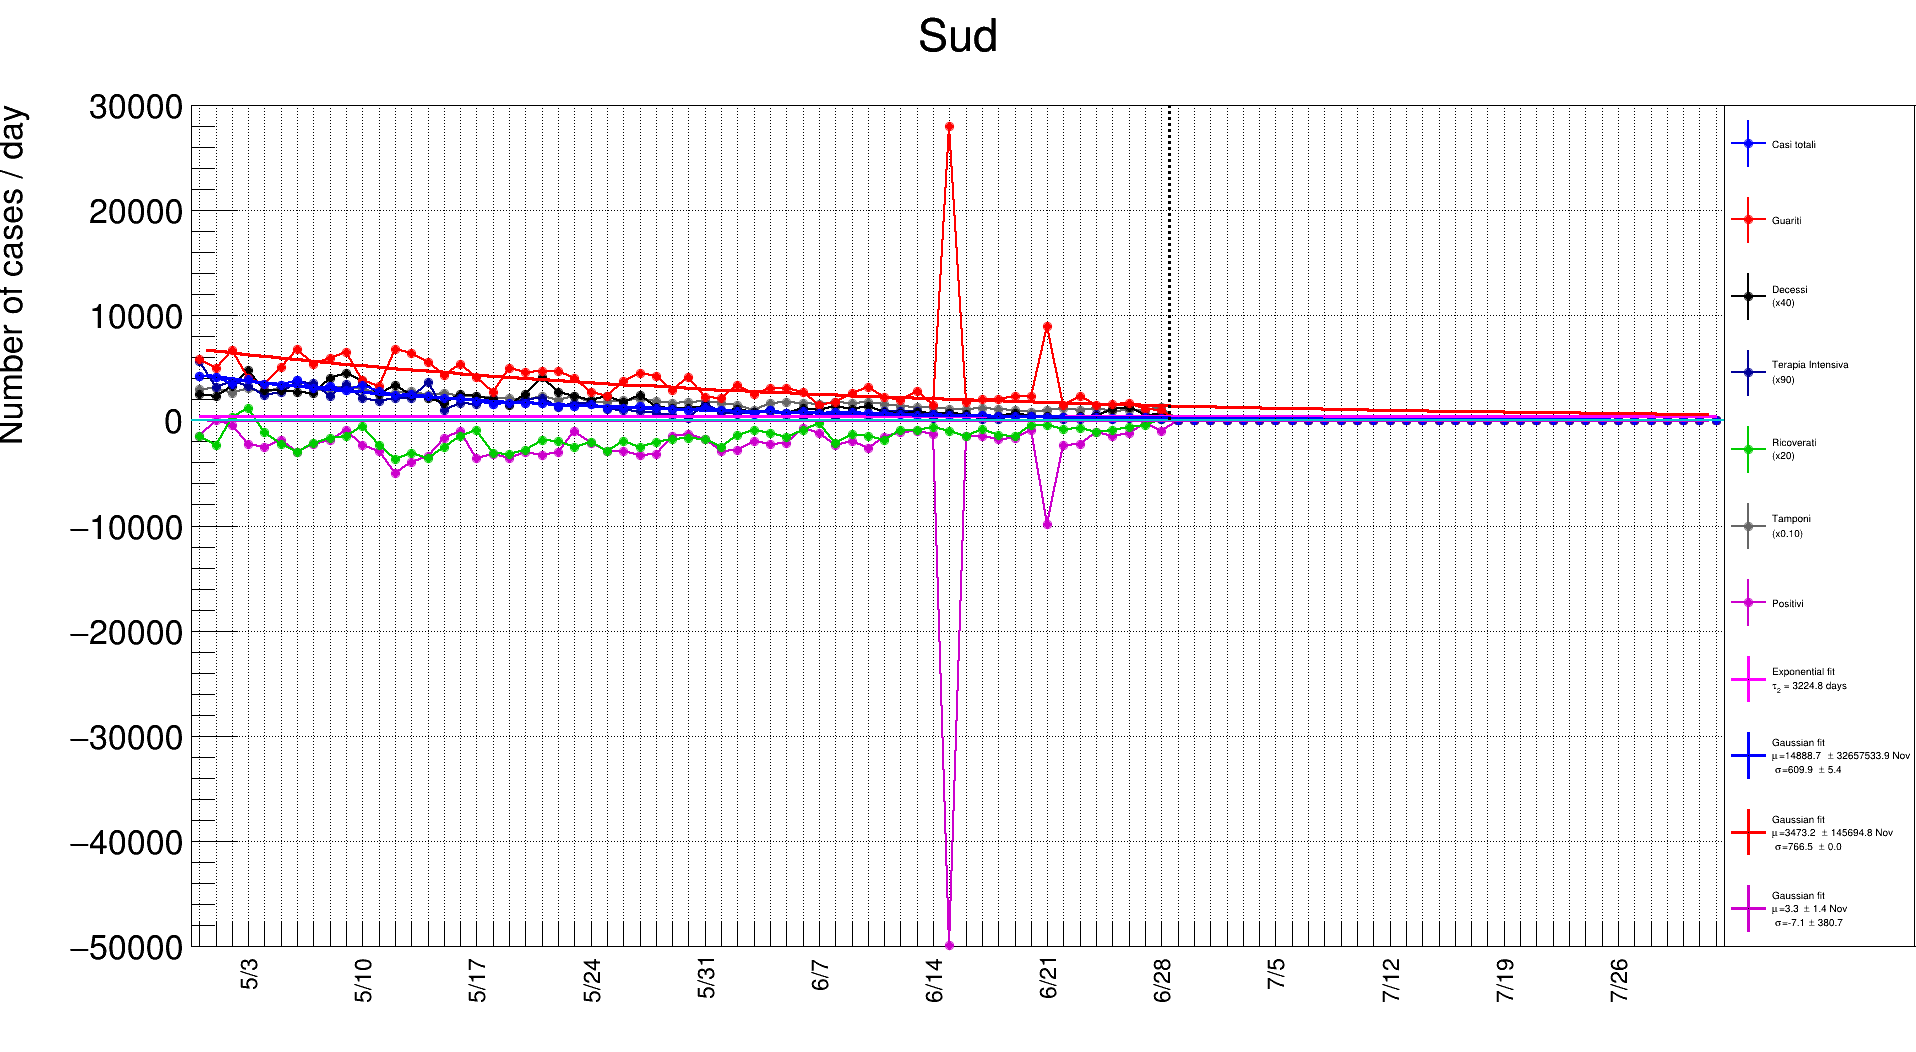 Sud
Number of cases / day
30000
20000
10000
0
−10000
−20000
−30000
−40000
−50000
5/3
5/10
5/17
5/24
5/31
6/7
6/14
6/21
6/28
7/5
7/12
7/19
7/26
Casi totali
Guariti
Decessi
(x40)
Terapia Intensiva
(x90)
Ricoverati
(x20)
Tamponi
(x0.10)
Positivi
Exponential fit
τ2 = 3224.8 days
Gaussian fit
μ=14888.7 ± 32657533.9 Nov
σ=609.9 ± 5.4
Gaussian fit
μ=3473.2 ± 145694.8 Nov
σ=766.5 ± 0.0
Gaussian fit
μ=3.3 ± 1.4 Nov
σ=-7.1 ± 380.7